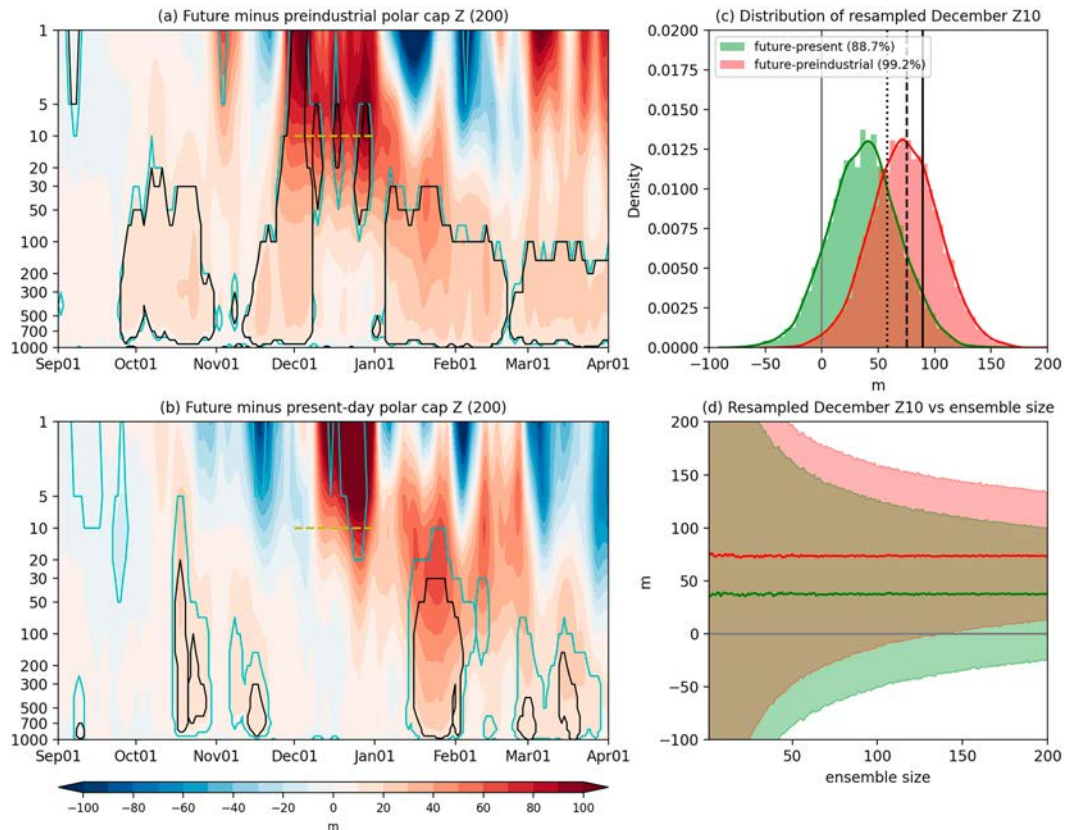 (a) Future minus preindustrial polar cap Z (200)
1
5
10
20
30
50
100
200
300
500
700
1000
Sep01 Oct01 Nov01 Dec01 Jan01 Feb01 Mar01 Apr01
(c) Distribution of resampled December Z10
future-present (88.7%)
future-preindustrial (99.2%)
0.0200
0.0175
0.0150
0.0125
0.0100
0.0075
0.0050
0.0025
0.0000
Density
−100 −50 0 50 100 150 200
m
(b) Future minus present-day polar cap Z (200)
1
5
10
20
30
50
100
200
300
500
700
1000
Sep01 Oct01 Nov01 Dec01 Jan01 Feb01 Mar01 Apr01
−100 −80 −60 −40 −20 0 20 40 60 80 100
m
(d) Resampled December Z10 vs ensemble size
200
150
100
50
0
−50
−100
m
50 100 150 200
ensemble size